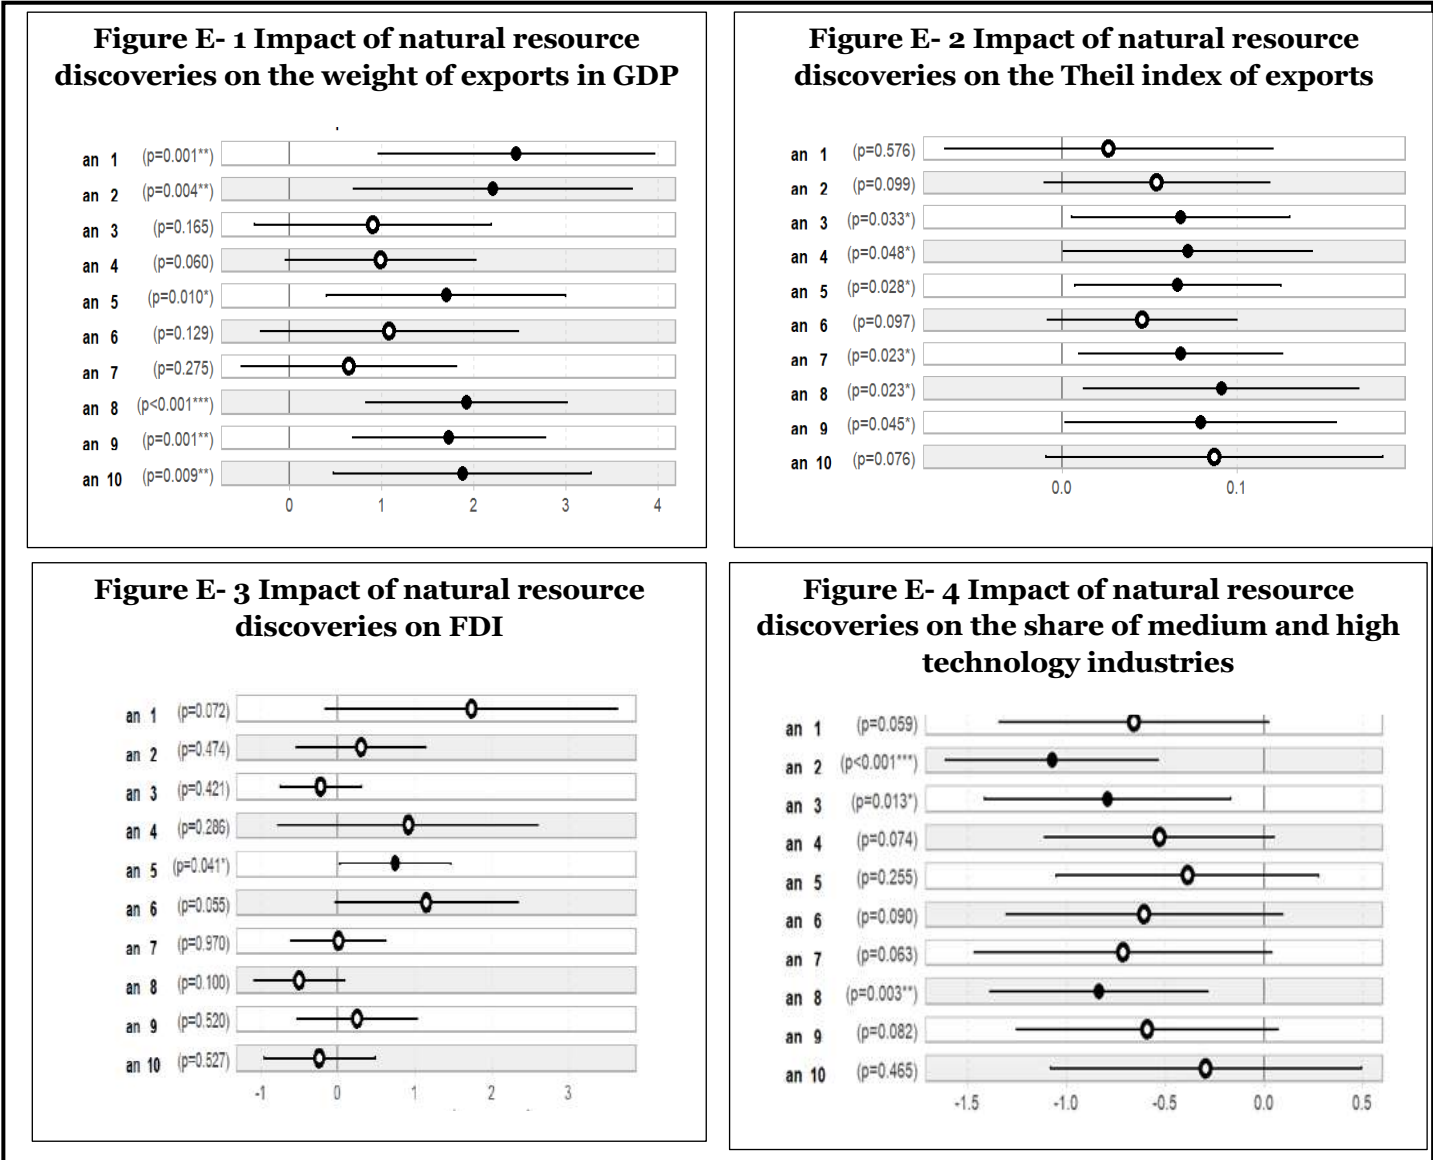 Figure E- 1 Impact of natural resource
discoveries on the weight of exports in GDP
an 1 (p=0.001**)
an 2 (p=0.004**)
an 3 (p=0.165)
an 4 (p=0.060)
an 5 (p=0.010*)
an 6 (p=0.129)
an 7 (p=0.275)
an 8 (p<0.001***)
an 9 (p=0.001**)
an 10 (p=0.009**)
0 1 2 3 4
Figure E- 2 Impact of natural resource
discoveries on the Theil index of exports
an 1 (p=0.576)
an 2 (p=0.099)
an 3 (p=0.033*)
an 4 (p=0.048*)
an 5 (p=0.028*)
an 6 (p=0.097)
an 7 (p=0.023*)
an 8 (p=0.023*)
an 9 (p=0.045*)
an 10 (p=0.076)
0.0 0.1
Figure E- 3 Impact of natural resource
discoveries on FDI
an 1 (p=0.072)
an 2 (p=0.474)
an 3 (p=0.421)
an 4 (p=0.286)
an 5 (p=0.041*)
an 6 (p=0.055)
an 7 (p=0.970)
an 8 (p=0.100)
an 9 (p=0.520)
an 10 (p=0.527)
-1 0 1 2 3
Figure E- 4 Impact of natural resource
discoveries on the share of medium and high
technology industries
an 1 (p=0.059)
an 2 (p<0.001***)
an 3 (p=0.013*)
an 4 (p=0.074)
an 5 (p=0.255)
an 6 (p=0.090)
an 7 (p=0.063)
an 8 (p=0.003**)
an 9 (p=0.082)
an 10 (p=0.465)
-1.5 -1.0 -0.5 0.0 0.5